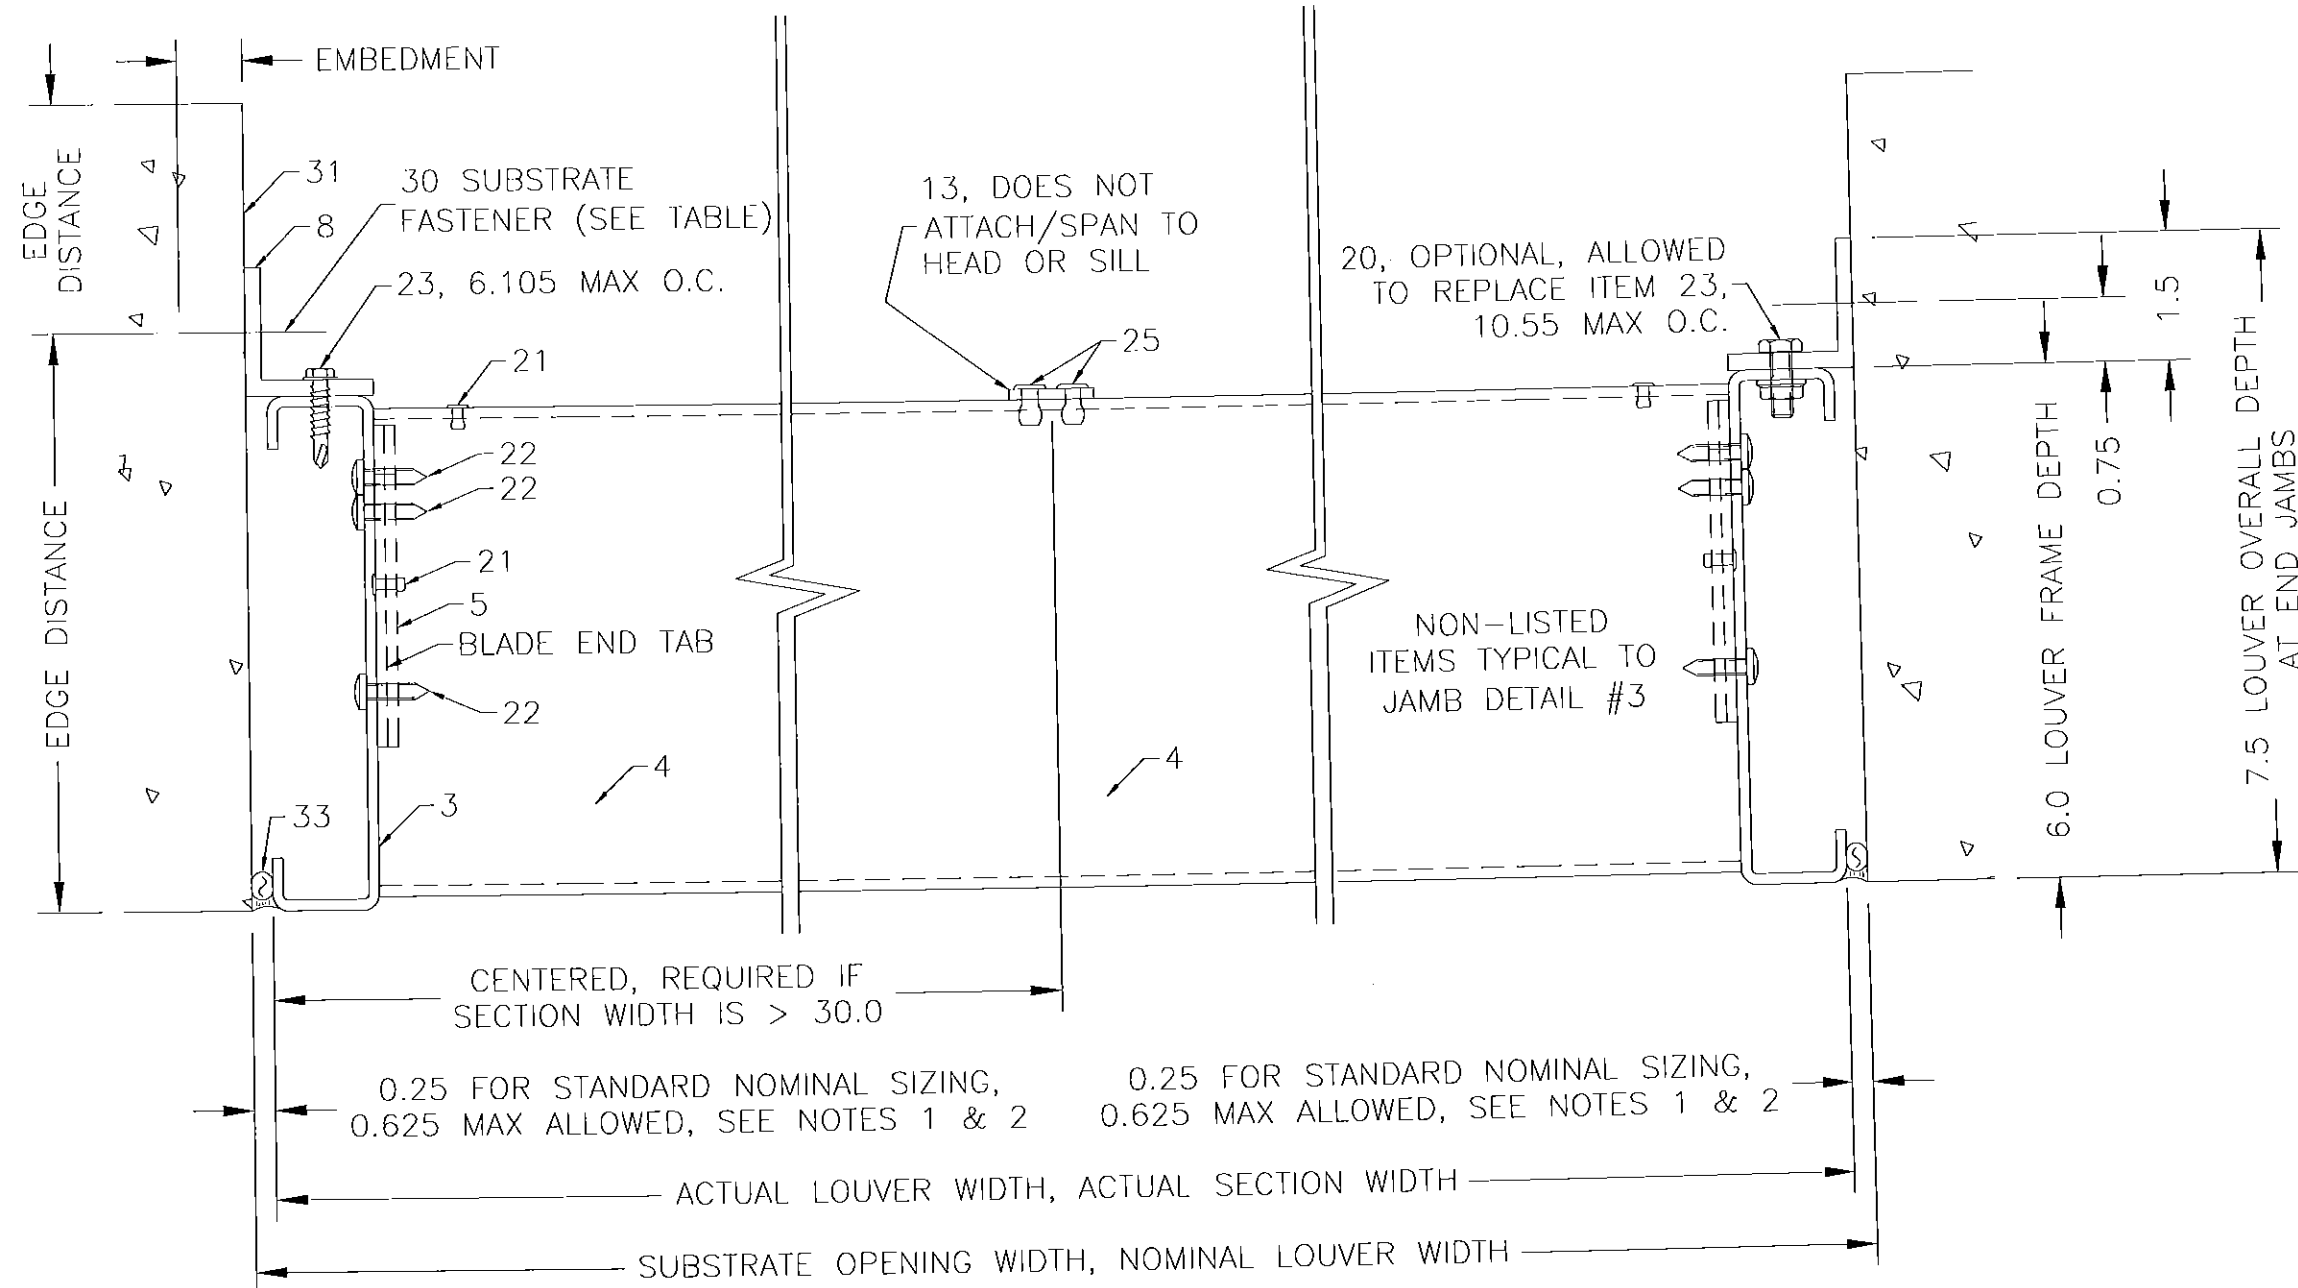 EMBEDMENT
EDGE
DISTANCE
31
8
30 SUBSTRATE
FASTENER (SEE TABLE)
23, 6.105 MAX O.C.
13, DOES NOT
ATTACH/SPAN TO
HEAD OR SILL
20, OPTIONAL, ALLOWED
TO REPLACE ITEM 23,
10.55 MAX O.C.
21
25
22
22
21
5
BLADE END TAB
22
EDGE DISTANCE
NON-LISTED
ITEMS TYPICAL TO
JAMB DETAIL #3
4
4
3
33
1.5
0.75
6.0 LOUVER FRAME DEPTH
7.5 LOUVER OVERALL DEPTH
AT END JAMBS
CENTERED, REQUIRED IF
SECTION WIDTH IS > 30.0
0.25 FOR STANDARD NOMINAL SIZING,
0.625 MAX ALLOWED, SEE NOTES 1 & 2
0.25 FOR STANDARD NOMINAL SIZING,
0.625 MAX ALLOWED, SEE NOTES 1 & 2
ACTUAL LOUVER WIDTH, ACTUAL SECTION WIDTH
SUBSTRATE OPENING WIDTH, NOMINAL LOUVER WIDTH